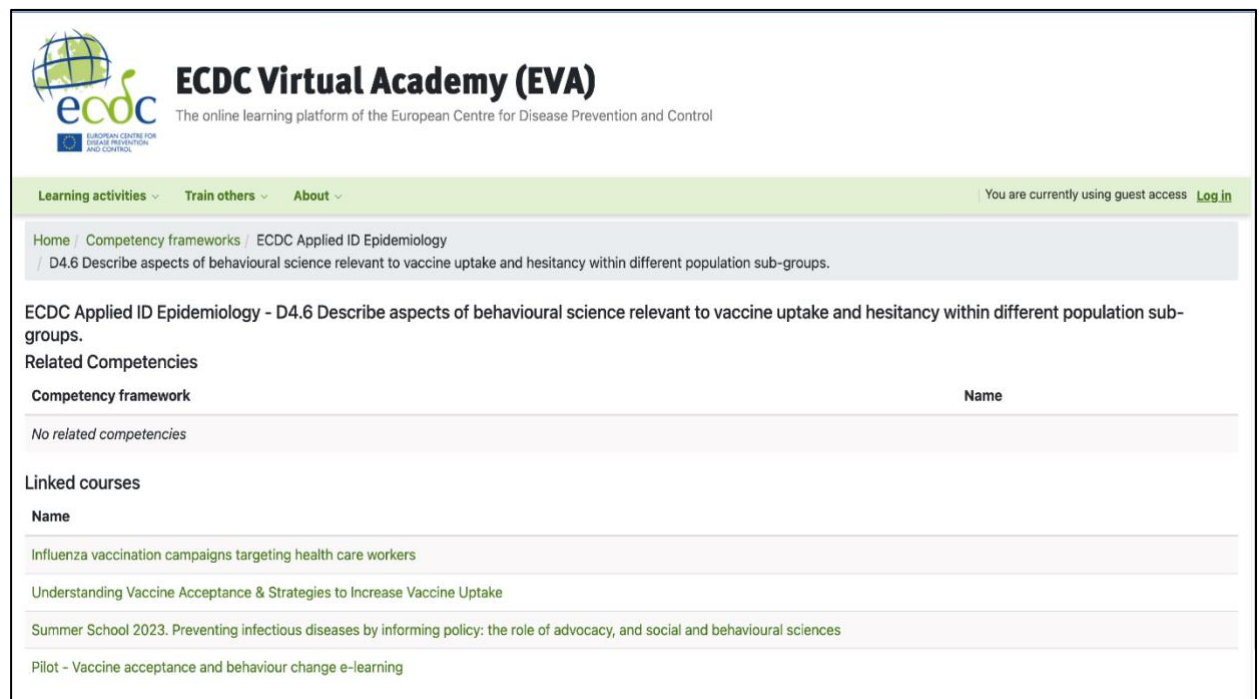 ecdc
EUROPEAN CENTRE FOR
DISEASE PREVENTION
AND CONTROL
ECDC Virtual Academy (EVA)
The online learning platform of the European Centre for Disease Prevention and Control
Learning activities Train others About You are currently using guest access Log in
Home / Competency frameworks / ECDC Applied ID Epidemiology
/ D4.6 Describe aspects of behavioural science relevant to vaccine uptake and hesitancy within different population sub-groups.
ECDC Applied ID Epidemiology - D4.6 Describe aspects of behavioural science relevant to vaccine uptake and hesitancy within different population sub-
groups.
Related Competencies
Competency framework Name
No related competencies
Linked courses
Name
Influenza vaccination campaigns targeting health care workers
Understanding Vaccine Acceptance & Strategies to Increase Vaccine Uptake
Summer School 2023. Preventing infectious diseases by informing policy: the role of advocacy, and social and behavioural sciences
Pilot - Vaccine acceptance and behaviour change e-learning